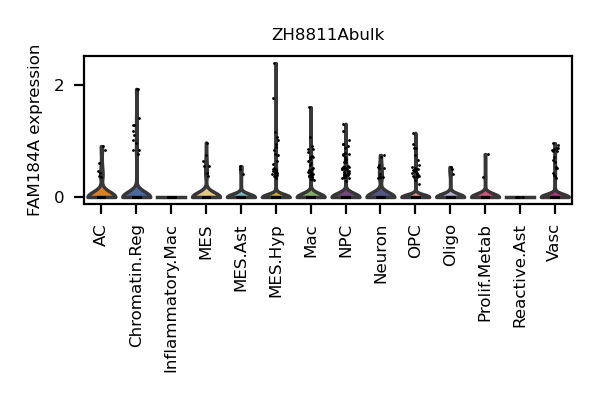 ZH8811Abulk
FAM184A expression
2
0
AC
Chromatin.Reg
Inflammatory.Mac
MES
MES.Ast
MES.Hyp
Mac
NPC
Neuron
OPC
Oligo
Prolif.Metab
Reactive.Ast
Vasc